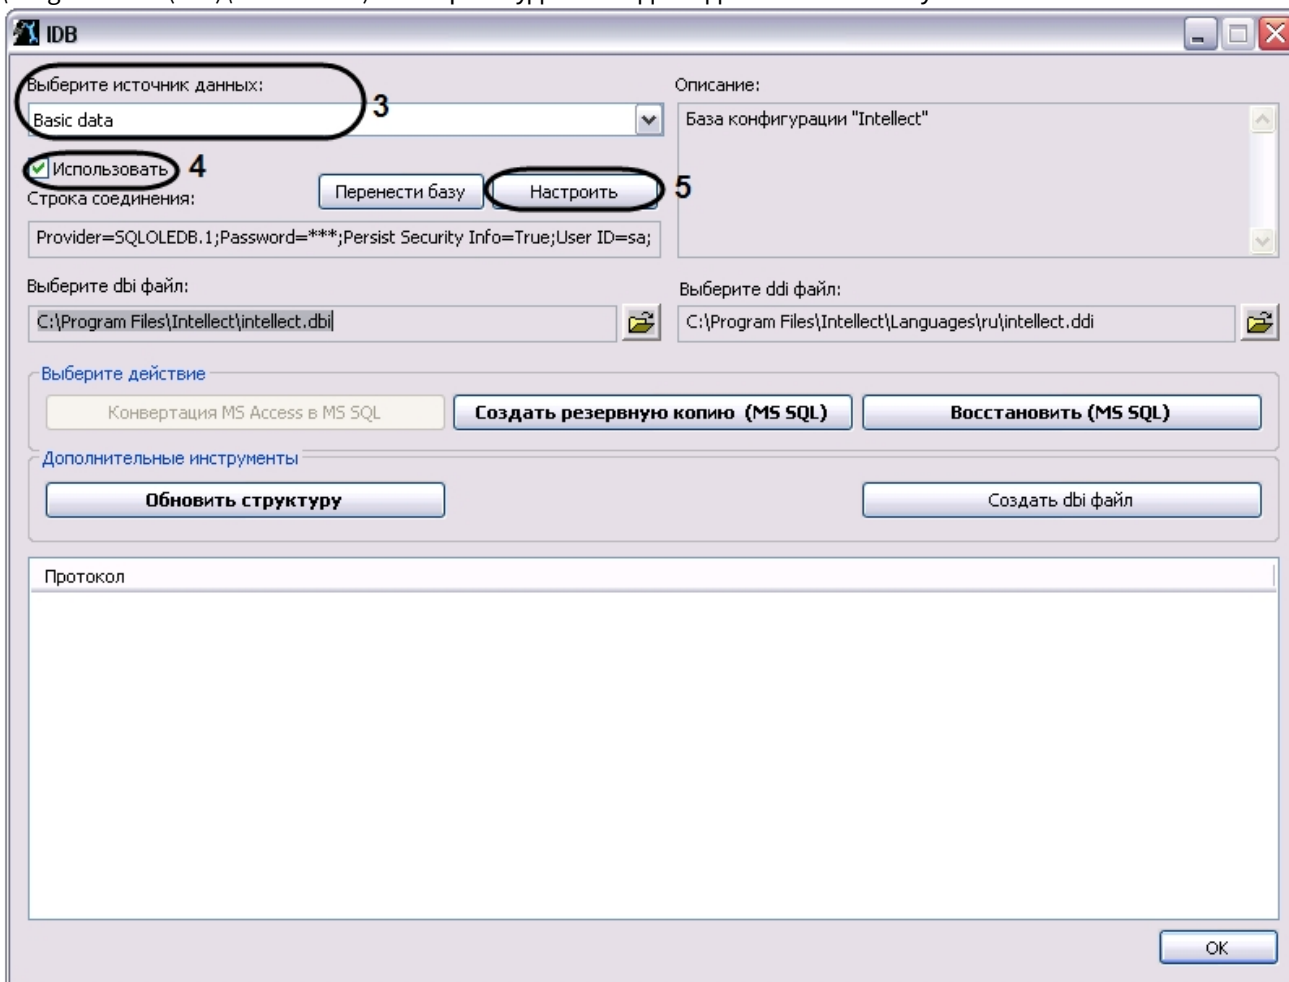 IDB
Выберите источник данных:
Basic data
3
Описание:
База конфигурации "Intellect"
Использовать
4
Строка соединения:
Перенести базу
Настроить
5
Provider=SQLOLEDB.1;Password=***;Persist Security Info=True;User ID=sa;
Выберите dbi файл:
C:\Program Files\Intellect\intellect.dbi
Выберите ddi файл:
C:\Program Files\Intellect\Languages\ru\intellect.ddi
Выберите действие
Конвертация MS Access в MS SQL
Создать резервную копию (MS SQL)
Восстановить (MS SQL)
Дополнительные инструменты
Обновить структуру
Создать dbi файл
Протокол
OK